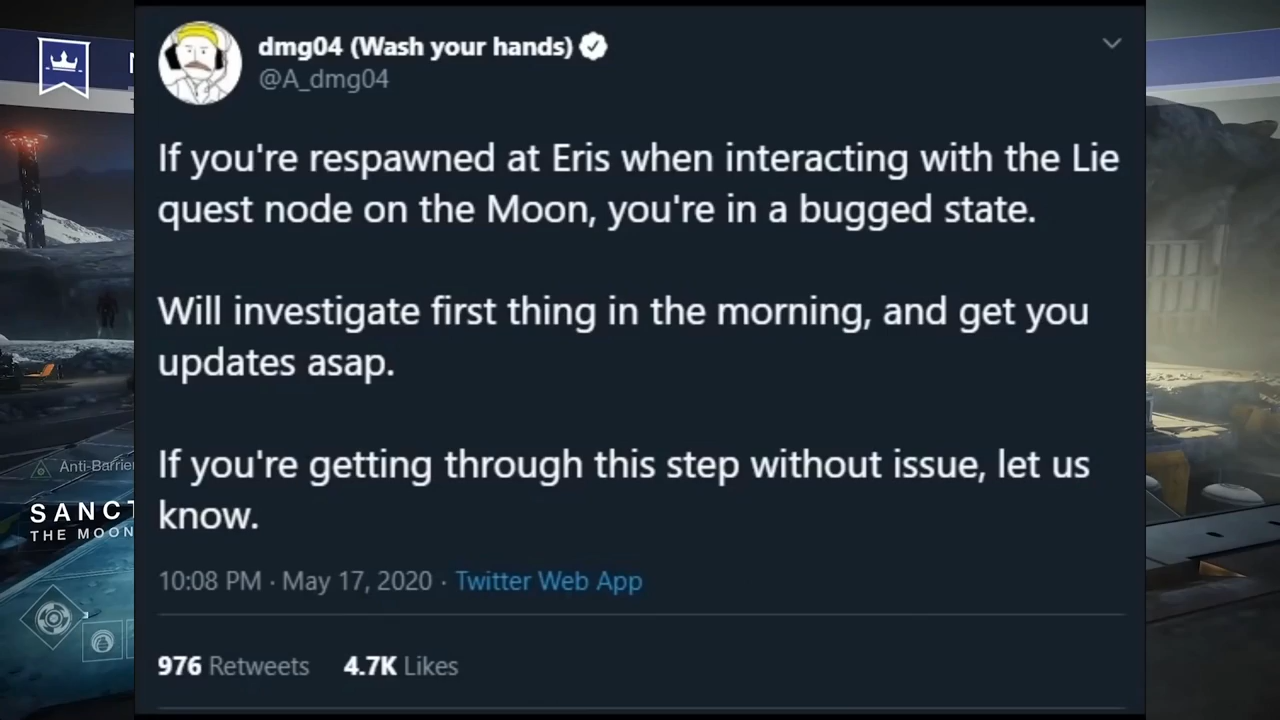 dmg04 (Wash your hands)
@A_dmg04
If you're respawned at Eris when interacting with the Lie
quest node on the Moon, you're in a bugged state.
Will investigate first thing in the morning, and get you
updates asap.
If you're getting through this step without issue, let us
know.
10:08 PM · May 17, 2020 · Twitter Web App
976 Retweets 4.7K Likes
Anti-Barrie
SANCT
THE MOON